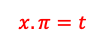 x.π = t